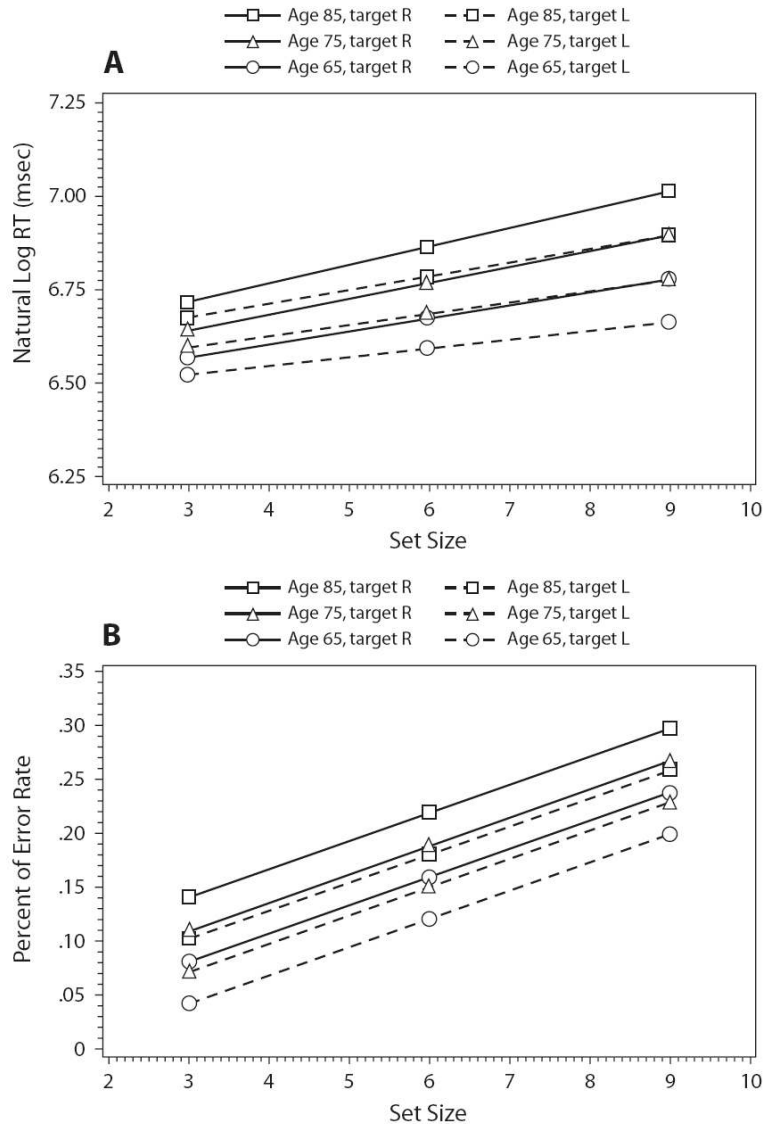 Age 85, target R Age 85, target L
Age 75, target R Age 75, target L
Age 65, target R Age 65, target L
A
7.25
7.00
6.75
6.50
6.25
Natural Log RT (msec)
2 3 4 5 6 7 8 9 10
Set Size
Age 85, target R Age 85, target L
Age 75, target R Age 75, target L
Age 65, target R Age 65, target L
B
.35
.30
.25
.20
.15
.10
.05
0
Percent of Error Rate
2 3 4 5 6 7 8 9 10
Set Size